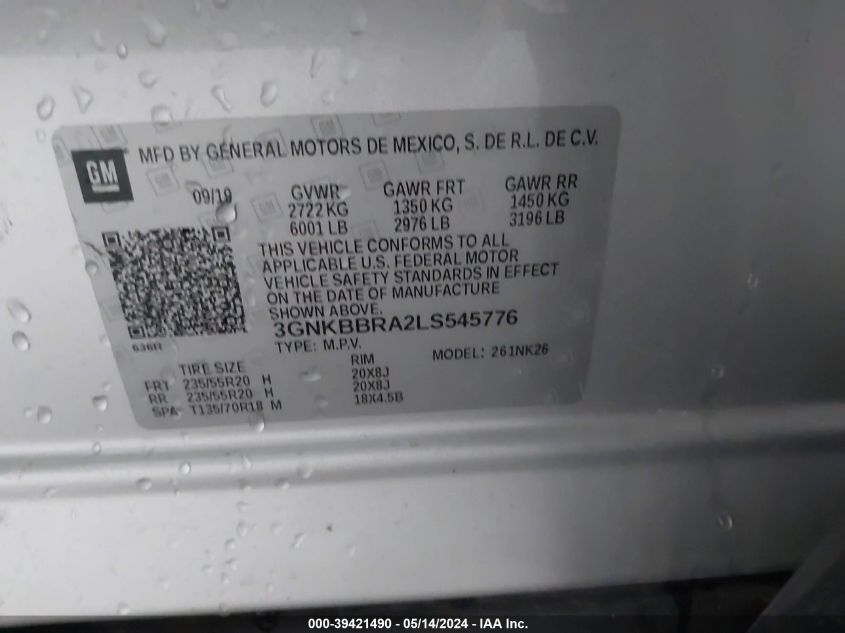 GM
MFD BY GENERAL MOTORS DE MEXICO, S. DE R.L. DE C.V.
09/19 GVWR GAWR FRT GAWR RR
2722 KG 1350 KG 1450 KG
6001 LB 2976 LB 3196 LB
THIS VEHICLE CONFORMS TO ALL
APPLICABLE U.S. FEDERAL MOTOR
VEHICLE SAFETY STANDARDS IN EFFECT
ON THE DATE OF MANUFACTURE
SHOWN ABOVE.
3GNKBBRA2LS545776
636R
TYPE: M.P.V. MODEL: 261NK26
TIRE SIZE RIM
FRT 235/55R20 H 20X8J
RR 235/55R20 H 20X8J
SPA T135/70R18 M 18X4.5B
000-39421490 - 05/14/2024 - IAA Inc.